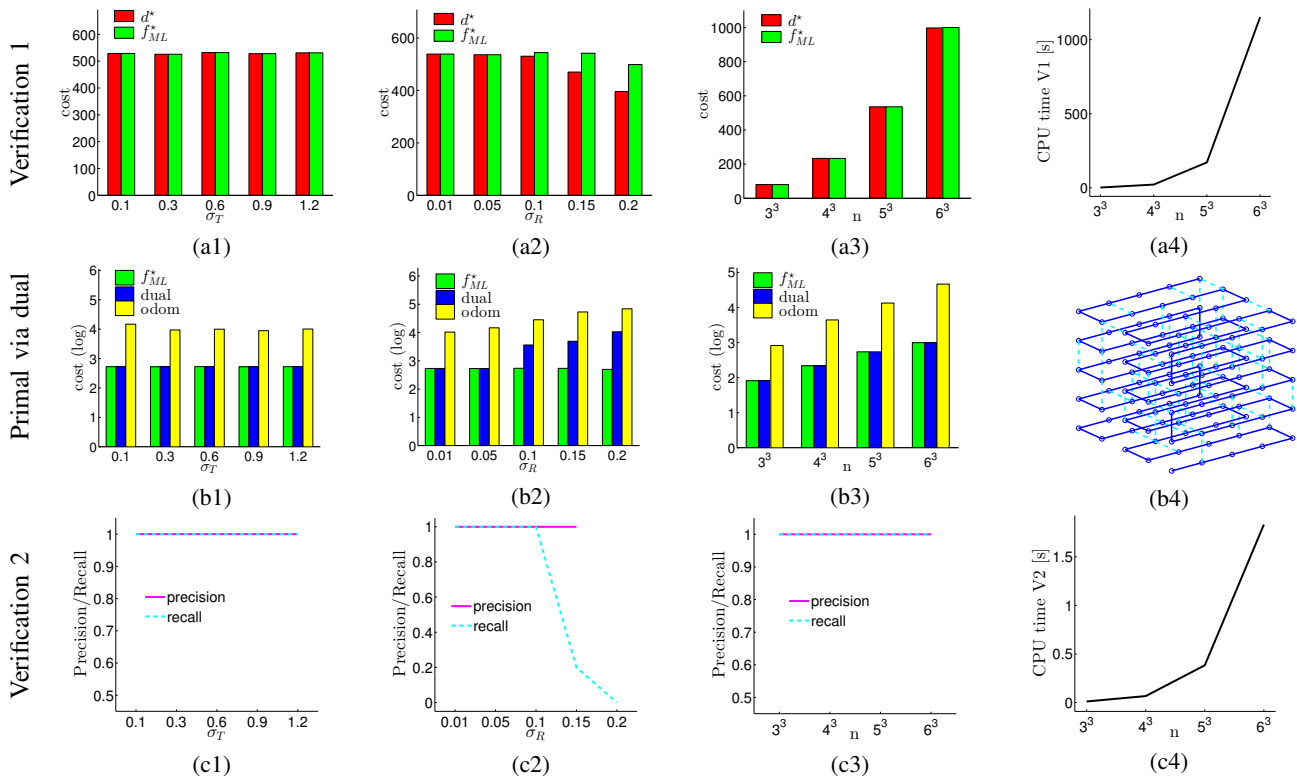 Verification 1
d*
f*ML
cost
600
500
400
300
200
100
0
0.1 0.3 0.6 0.9 1.2
σT
(a1)
d*
f*ML
cost
600
400
200
0
0.01 0.05 0.1 0.15 0.2
σR
(a2)
d*
f*ML
cost
1000
800
600
400
200
0
3³ 4³ 5³ 6³
n
(a3)
CPU time V1 [s]
1000
500
0
3³ 4³ 5³ 6³
n
(a4)
Primal via dual
f*ML
dual
odom
cost (log)
6
5
4
3
2
1
0
0.1 0.3 0.6 0.9 1.2
σT
(b1)
f*ML
dual
odom
cost (log)
6
5
4
3
2
1
0
0.01 0.05 0.1 0.15 0.2
σR
(b2)
f*ML
dual
odom
cost (log)
5
4
3
2
1
0
3³ 4³ 5³ 6³
n
(b3)
(b4)
Verification 2
Precision/Recall
1
0.9
0.8
0.7
0.6
0.5
precision
recall
0.1 0.3 0.6 0.9 1.2
σT
(c1)
Precision/Recall
1
0.8
0.6
0.4
0.2
0
precision
recall
0.01 0.05 0.1 0.15 0.2
σR
(c2)
Precision/Recall
1
0.9
0.8
0.7
0.6
0.5
precision
recall
3³ 4³ 5³ 6³
n
(c3)
CPU time V2 [s]
1.5
1
0.5
0
3³ 4³ 5³ 6³
n
(c4)